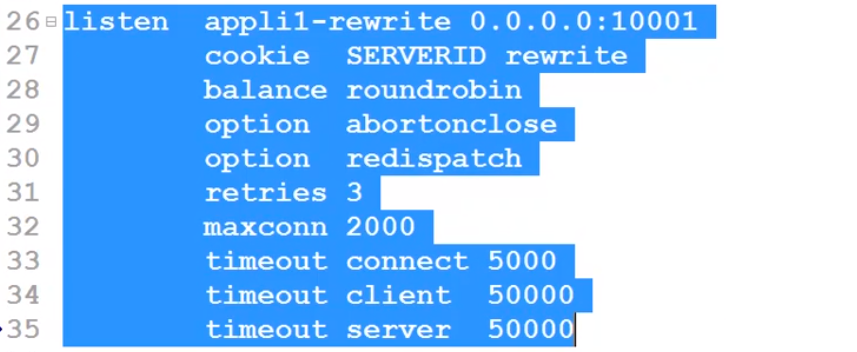 26 listen  appli1-rewrite 0.0.0.0:10001
27         cookie  SERVERID rewrite
28         balance roundrobin
29         option  abortonclose
30         option  redispatch
31         retries 3
32         maxconn 2000
33         timeout connect 5000
34         timeout client  50000
35         timeout server  50000